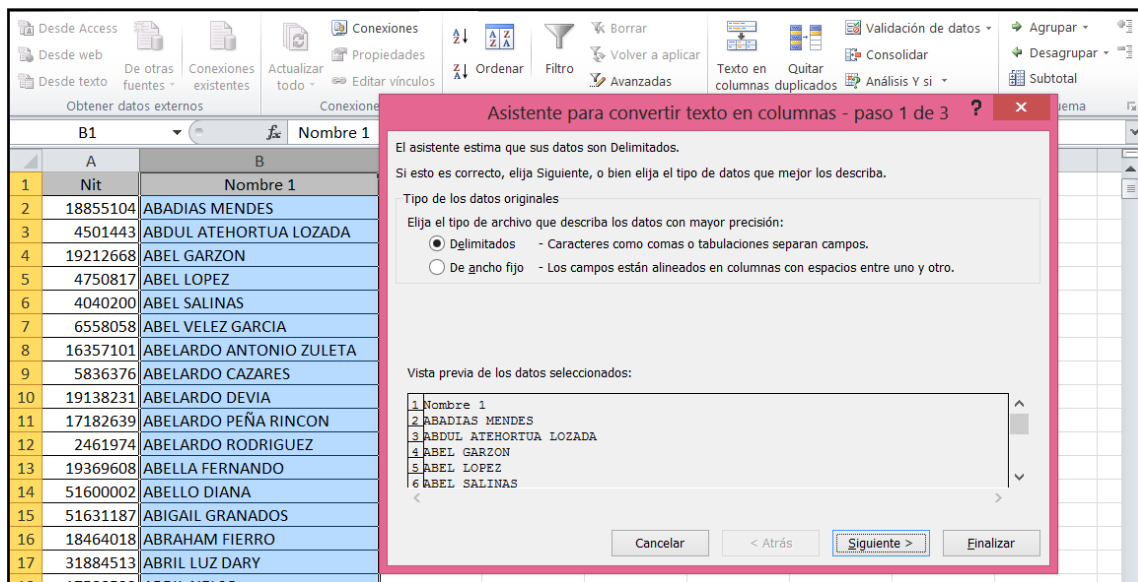 Desde Access
Desde web
Desde texto
De otras fuentes
Conexiones existentes
Obtener datos externos
Actualizar todo
Conexiones
Propiedades
Editar vínculos
Conexione
Ordenar
Filtro
Borrar
Volver a aplicar
Avanzadas
Texto en columnas
Quitar duplicados
Validación de datos
Consolidar
Análisis Y si
Agrupar
Desagrupar
Subtotal
ema
B1
fx Nombre 1
A B
1 Nit Nombre 1
2 18855104 ABADIAS MENDES
3 4501443 ABDUL ATEHORTUA LOZADA
4 19212668 ABEL GARZON
5 4750817 ABEL LOPEZ
6 4040200 ABEL SALINAS
7 6558058 ABEL VELEZ GARCIA
8 16357101 ABELARDO ANTONIO ZULETA
9 5836376 ABELARDO CAZARES
10 19138231 ABELARDO DEVIA
11 17182639 ABELARDO PEÑA RINCON
12 2461974 ABELARDO RODRIGUEZ
13 19369608 ABELLA FERNANDO
14 51600002 ABELLO DIANA
15 51631187 ABIGAIL GRANADOS
16 18464018 ABRAHAM FIERRO
17 31884513 ABRIL LUZ DARY
Asistente para convertir texto en columnas - paso 1 de 3 ? ×
El asistente estima que sus datos son Delimitados.
Si esto es correcto, elija Siguiente, o bien elija el tipo de datos que mejor los describa.
Tipo de los datos originales
Elija el tipo de archivo que describa los datos con mayor precisión:
Delimitados - Caracteres como comas o tabulaciones separan campos.
De ancho fijo - Los campos están alineados en columnas con espacios entre uno y otro.
Vista previa de los datos seleccionados:
1 Nombre 1
2 ABADIAS MENDES
3 ABDUL ATEHORTUA LOZADA
4 ABEL GARZON
5 ABEL LOPEZ
6 ABEL SALINAS
Cancelar
< Atrás
Siguiente >
Finalizar